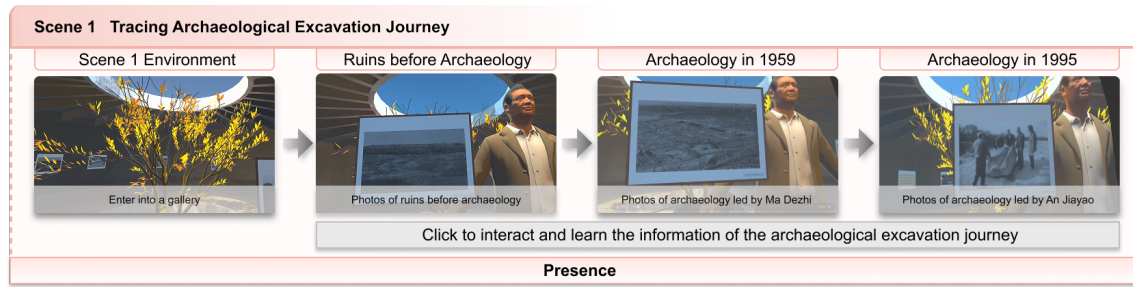 Scene 1 Tracing Archaeological Excavation Journey
Scene 1 Environment
Ruins before Archaeology
Archaeology in 1959
Archaeology in 1995
Enter into a gallery
Photos of ruins before archaeology
Photos of archaeology led by Ma Dezhi
Photos of archaeology led by An Jiayao
Click to interact and learn the information of the archaeological excavation journey
Presence